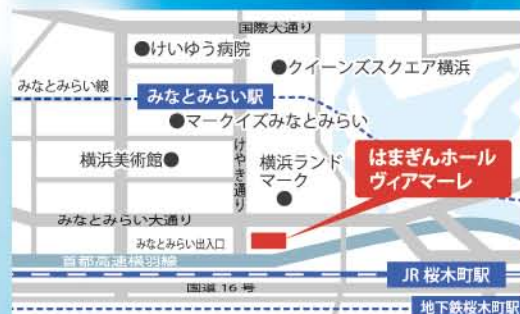 国際大通り
けいゆう病院
クイーンズスクエア横浜
みなとみらい線
みなとみらい駅
マークイズみなとみらい
けやき通り
横浜美術館
横浜ランド
マーク
はまぎんホール
ヴィアマーレ
みなとみらい大通り
みなとみらい出入口
首都高速横羽線
JR 桜木町駅
国道 16 号
地下鉄桜木町駅